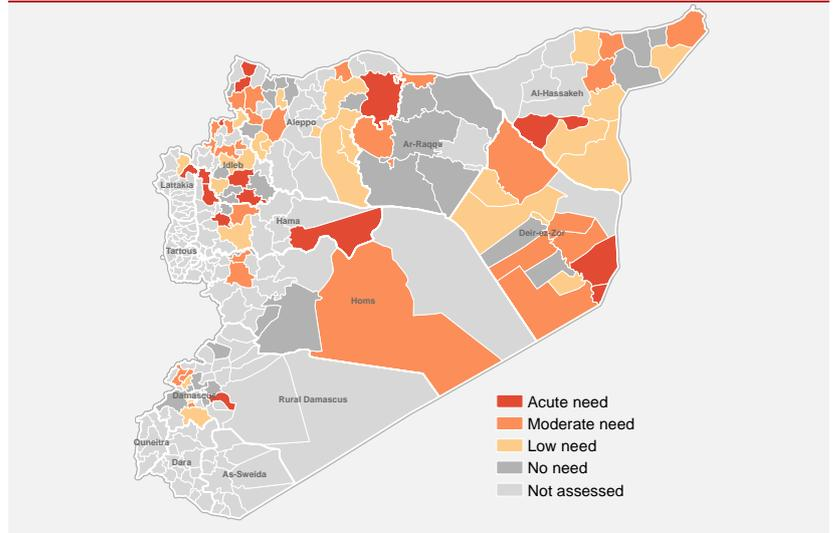 Al-Hassakeh
Aleppo
Ar-Raqqa
Idleb
Lattakia
Hama
Deir-ez-Zor
Tartous
Homs
Damascus
Rural Damascus
Quneitra
Dara
As-Sweida
Acute need
Moderate need
Low need
No need
Not assessed